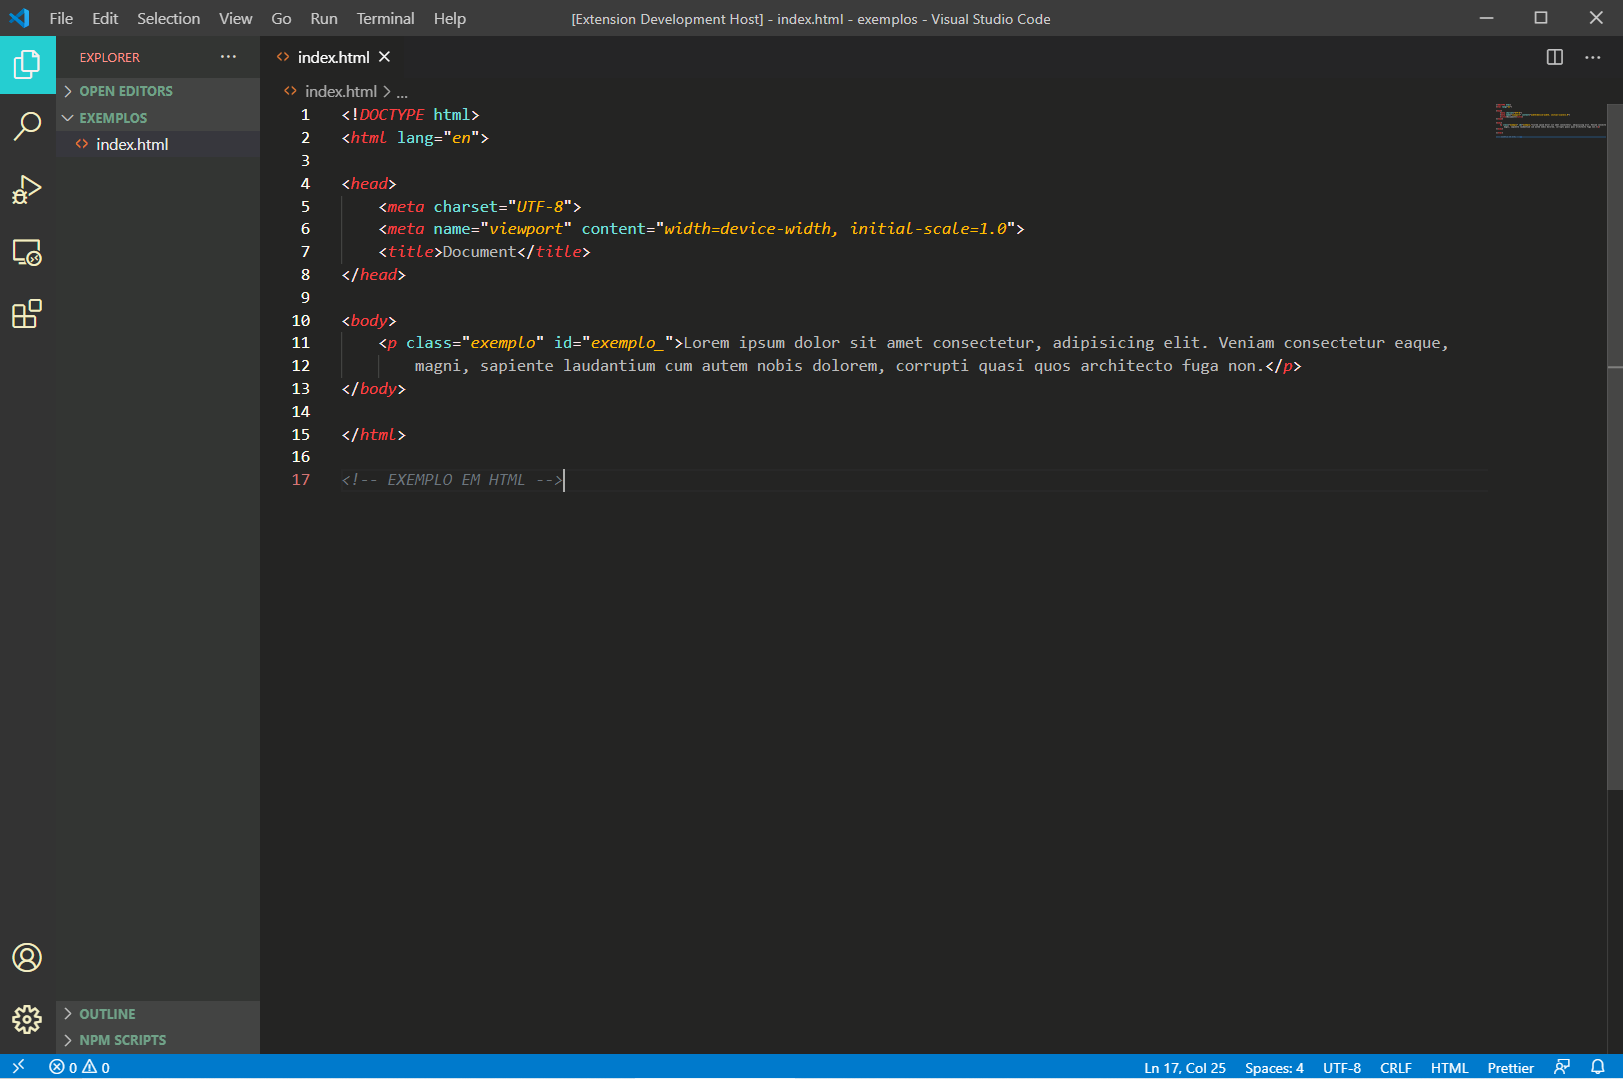 File Edit Selection View Go Run Terminal Help [Extension Development Host] - index.html - exemplos - Visual Studio Code
EXPLORER
OPEN EDITORS
EXEMPLOS
index.html
index.html
index.html > ...
1 <!DOCTYPE html>
2 <html lang="en">
3
4 <head>
5 <meta charset="UTF-8">
6 <meta name="viewport" content="width=device-width, initial-scale=1.0">
7 <title>Document</title>
8 </head>
9
10 <body>
11 <p class="exemplo" id="exemplo_">Lorem ipsum dolor sit amet consectetur, adipisicing elit. Veniam consectetur eaque,
12 magni, sapiente laudantium cum autem nobis dolorem, corrupti quasi quos architecto fuga non.</p>
13 </body>
14
15 </html>
16
17 <!-- EXEMPLO EM HTML -->
OUTLINE
NPM SCRIPTS
0 0 Ln 17, Col 25 Spaces: 4 UTF-8 CRLF HTML Prettier